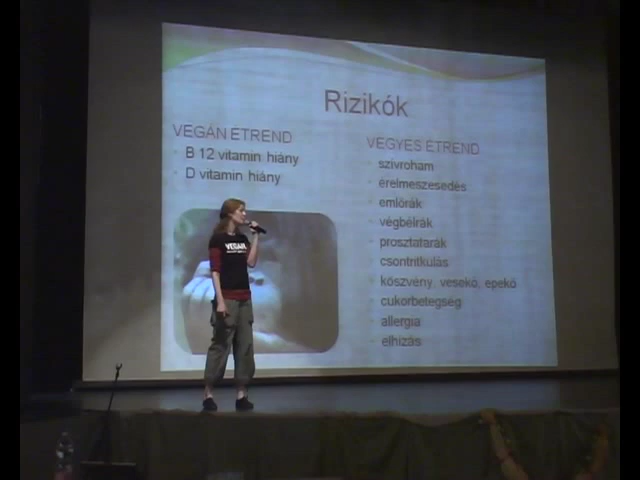 Rizikók
VEGÁN ÉTREND
B 12 vitamin hiány
D vitamin hiány
VEGYES ÉTREND
szívroham
érelmeszesedés
emlőrák
végbélrák
prosztatarák
csontritkulás
köszvény, vesekő, epekő
cukorbetegség
allergia
elhízás
VEGAN